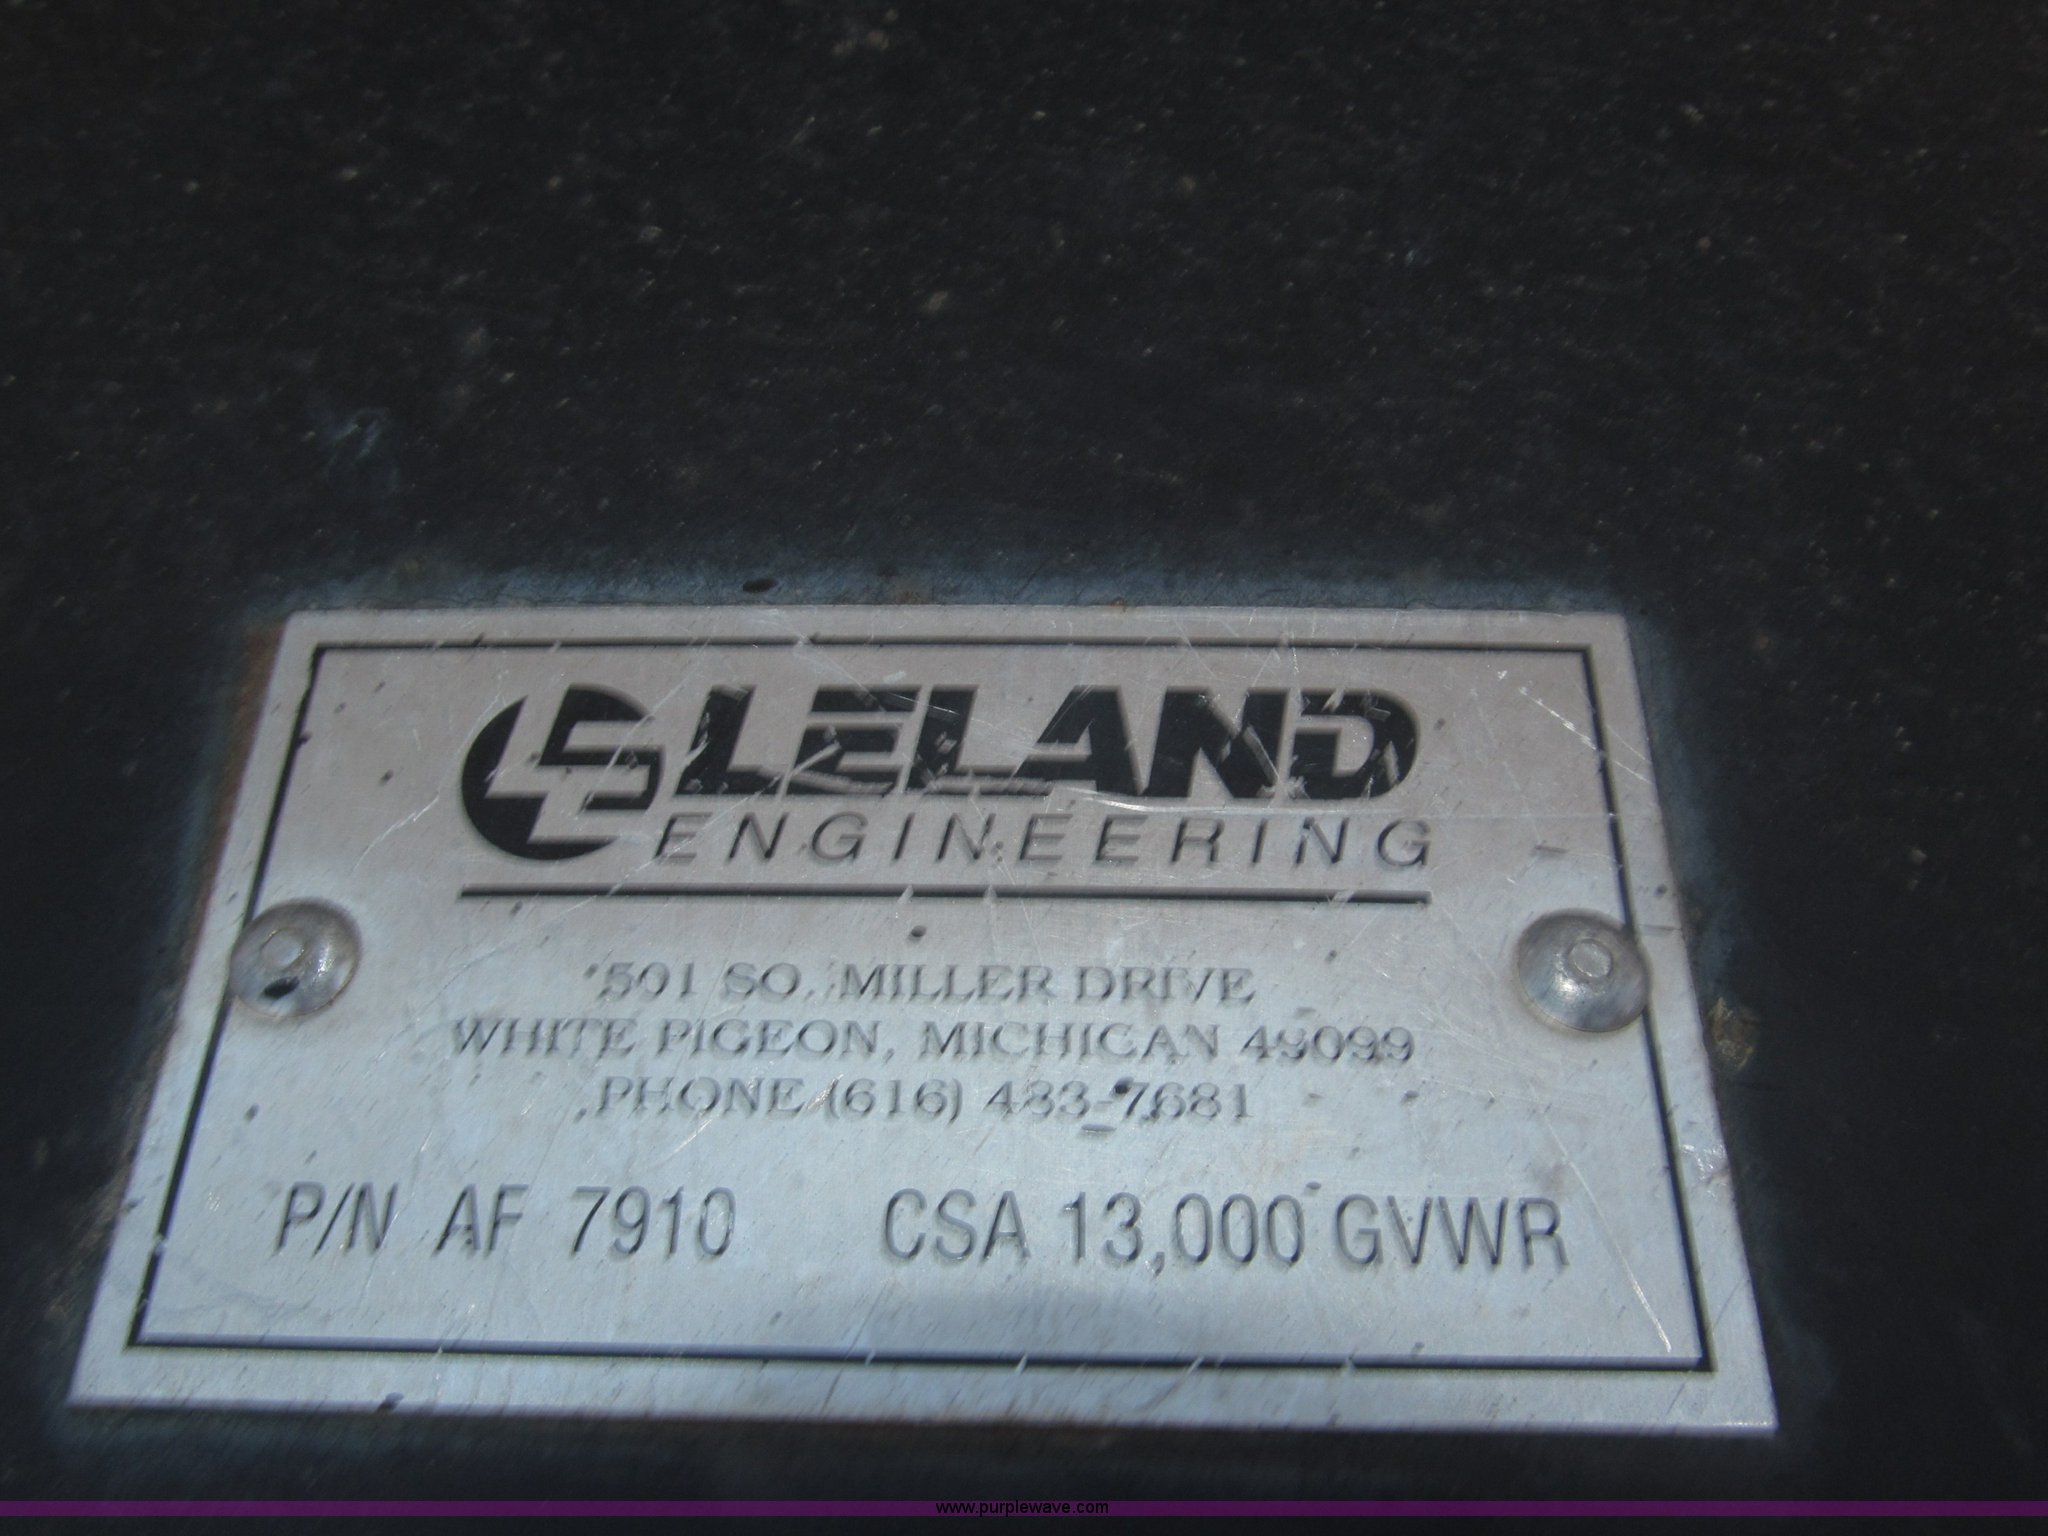 LELAND
ENGINEERING
501 SO. MILLER DRIVE
WHITE PIGEON, MICHIGAN 49099
PHONE (616) 483-7681
P/N AF 7910 CSA 13,000 GVWR
www.purplewave.com